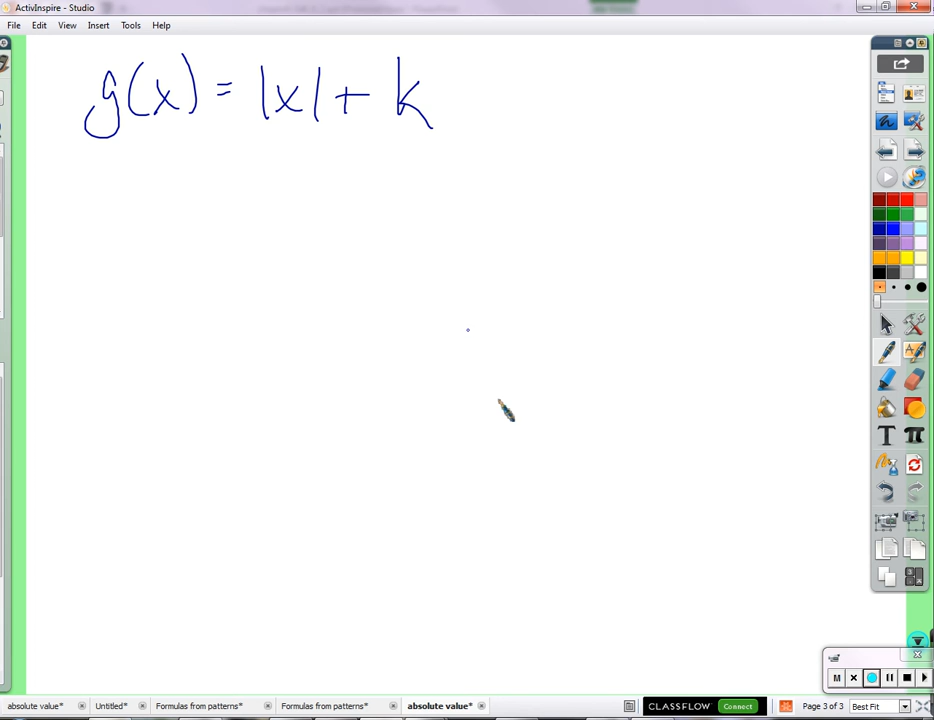 ActivInspire - Studio
File Edit View Insert Tools Help
g(x) = |x| + k
absolute value* Untitled* Formulas from patterns* Formulas from patterns* absolute value* CLASSFLOW Connect Page 3 of 3 Best Fit